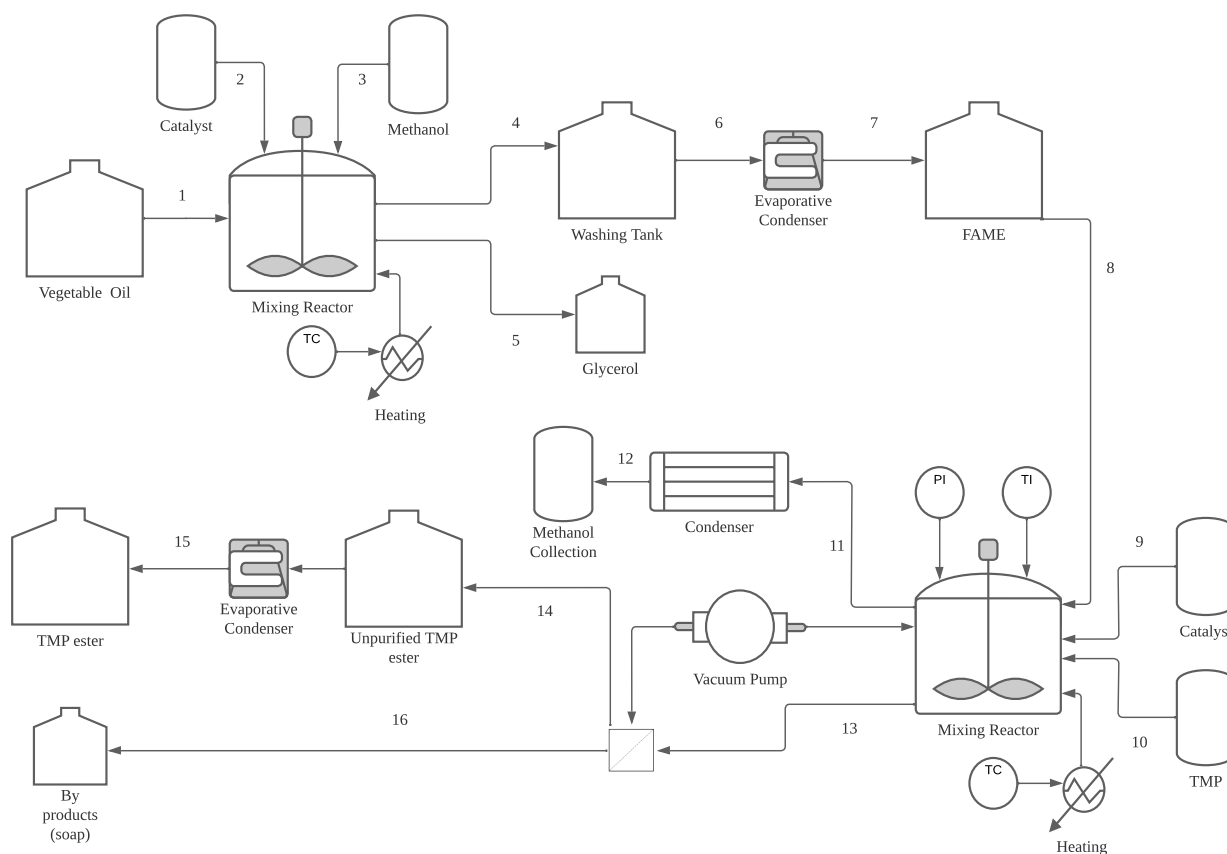 2
3
Catalyst
Methanol
4
6
7
1
Evaporative
Condenser
Washing Tank
FAME
Vegetable Oil
Mixing Reactor
8
TC
5
Glycerol
Heating
12
PI
TI
Methanol
Collection
Condenser
11
9
15
14
Evaporative
Condenser
TMP ester
Unpurified TMP
ester
Catalys
Vacuum Pump
16
13
Mixing Reactor
10
TC
TMP
By
products
(soap)
Heating